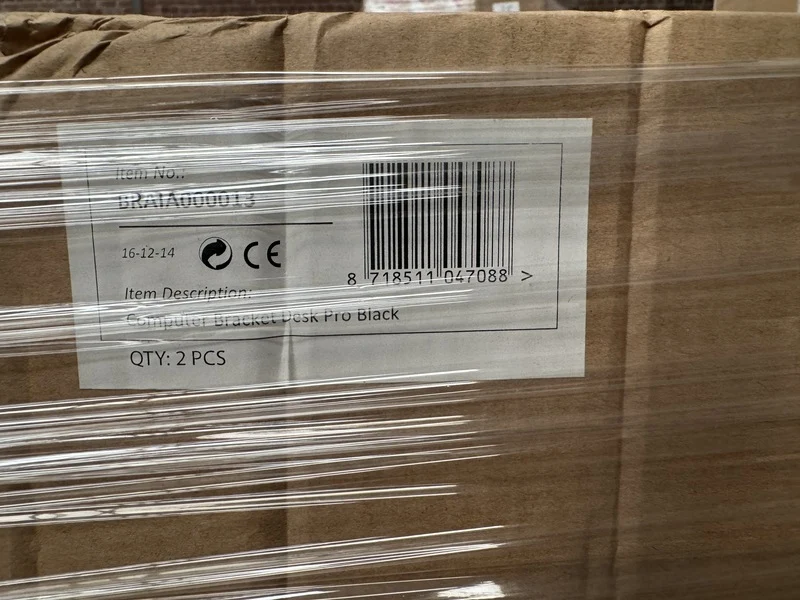 Item No.:
BRATA000013
16-12-14
CE
8 718511 047088 >
Item Description:
Computer Bracket Desk Pro Black
QTY: 2 PCS